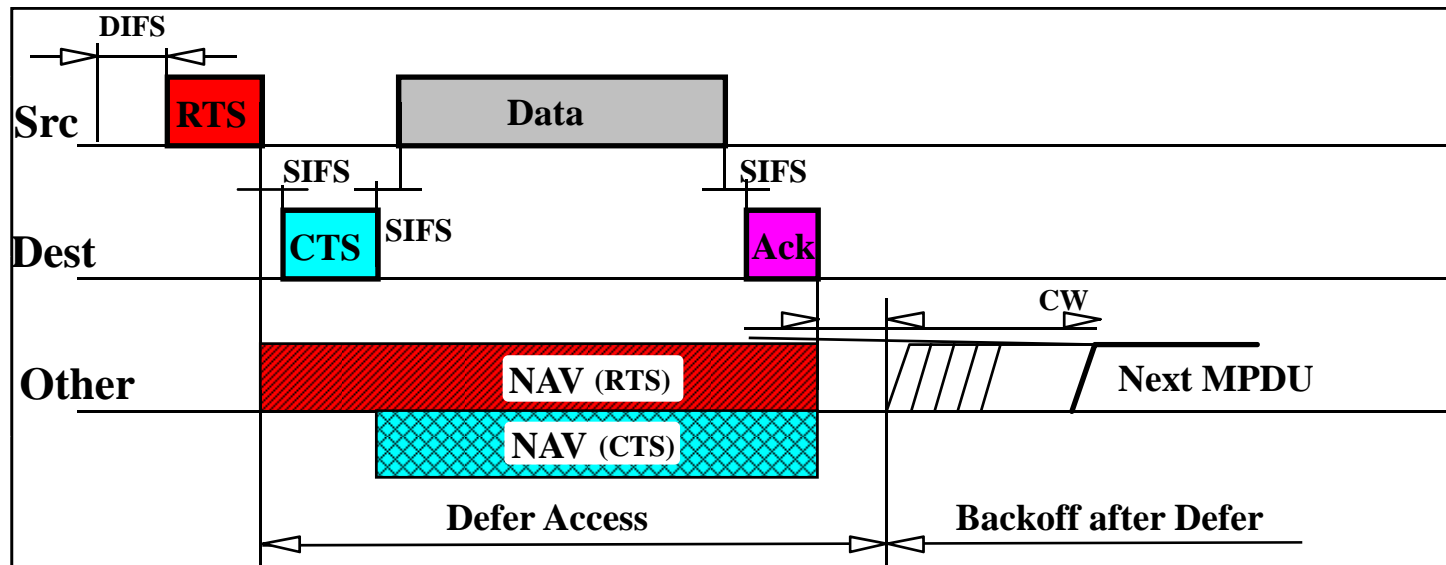 DIFS
RTS
Data
Src
SIFS
SIFS
CTS
SIFS
Ack
Dest
CW
NAV (RTS)
Next MPDU
Other
NAV (CTS)
Defer Access
Backoff after Defer